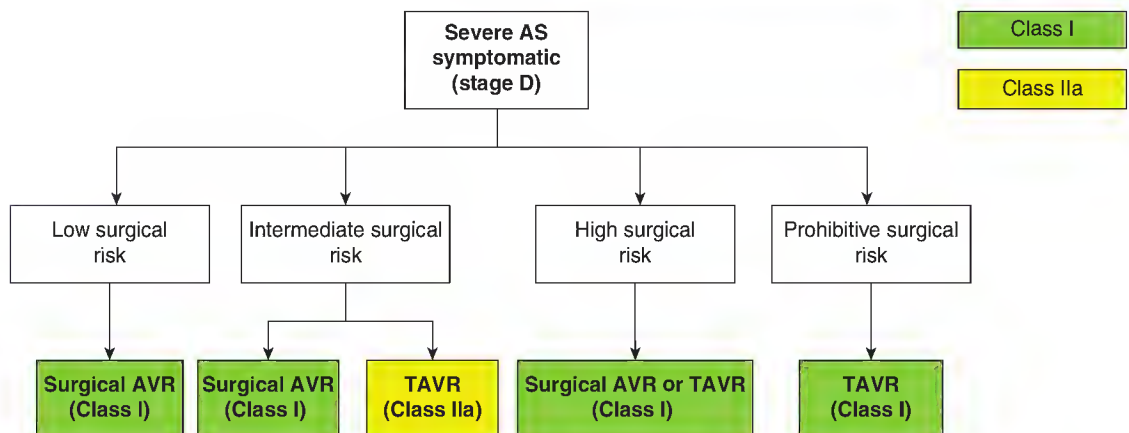 Severe AS
symptomatic
(stage D)
Class I
Class IIa
Low surgical
risk
Intermediate surgical
risk
High surgical
risk
Prohibitive surgical
risk
Surgical AVR
(Class I)
Surgical AVR
(Class I)
TAVR
(Class IIa)
Surgical AVR or TAVR
(Class I)
TAVR
(Class I)